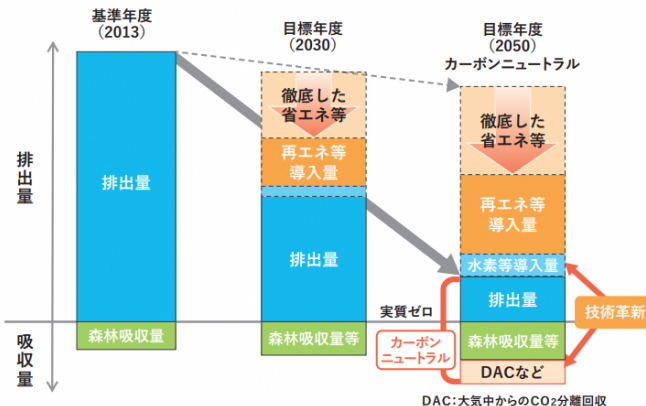 基準年度
(2013)
目標年度
(2030)
目標年度
(2050)
カーボンニュートラル
排出量
排出量
徹底した
省エネ等
再エネ等
導入量
排出量
徹底した
省エネ等
再エネ等
導入量
水素等導入量
排出量
技術革新
実質ゼロ
カーボン
ニュートラル
吸収量
森林吸収量
森林吸収量等
森林吸収量等
DACなど
DAC:大気中からのCO2分離回収